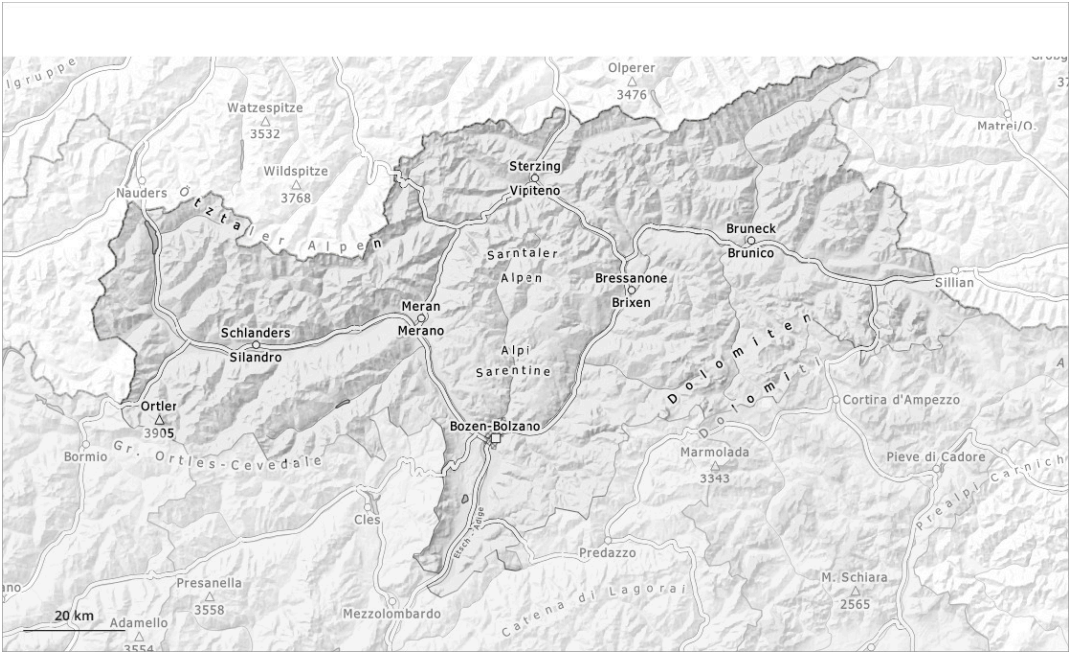 lgruppe
Olperer
3476
Watzespitze
3532
Matrei/O.
Sterzing
Vipiteno
Wildspitze
3768
Nauders
Ötztaler Alpen
Bruneck
Brunico
Sarntaler
Alpen
Bressanone
Brixen
Sillian
Meran
Merano
Schlanders
Silandro
Dolomiten
Alpi
Sarentine
Dolomiti
Ortler
3905
Cortina d'Ampezzo
Bozen-Bolzano
Gr. Ortles-Cevedale
Bormio
Marmolada
3343
Pieve di Cadore
Prealpi Carnich
Cles
Etsch - Adige
Predazzo
Presanella
3558
M. Schiara
2565
ano
Catena di Lagorai
Mezzolombardo
20 km
Adamello
3554